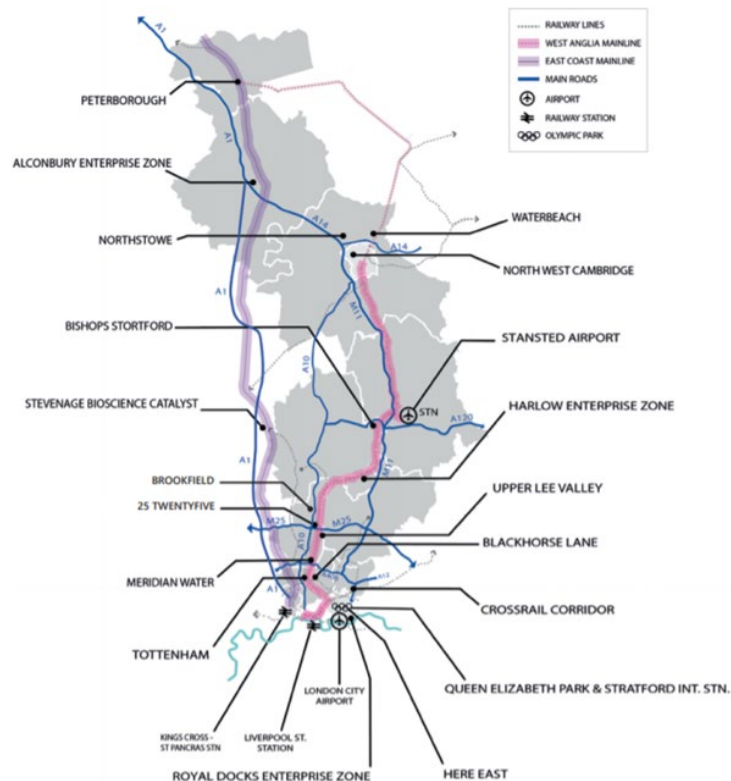 A1
RAILWAY LINES
WEST ANGLIA MAINLINE
EAST COAST MAINLINE
MAIN ROADS
AIRPORT
RAILWAY STATION
OLYMPIC PARK
PETERBOROUGH
A1
ALCONBURY ENTERPRISE ZONE
A14
WATERBEACH
NORTHSTOWE
A14
NORTH WEST CAMBRIDGE
A1
M11
BISHOPS STORTFORD
STANSTED AIRPORT
A10
STEVENAGE BIOSCIENCE CATALYST
STN
HARLOW ENTERPRISE ZONE
A120
A1
M11
BROOKFIELD
UPPER LEE VALLEY
25 TWENTYFIVE
M25
M25
A10
BLACKHORSE LANE
MERIDIAN WATER
A12
A1
CROSSRAIL CORRIDOR
TOTTENHAM
LONDON CITY
AIRPORT
QUEEN ELIZABETH PARK & STRATFORD INT. STN.
KINGS CROSS -
ST PANCRAS STN
LIVERPOOL ST.
STATION
ROYAL DOCKS ENTERPRISE ZONE
HERE EAST